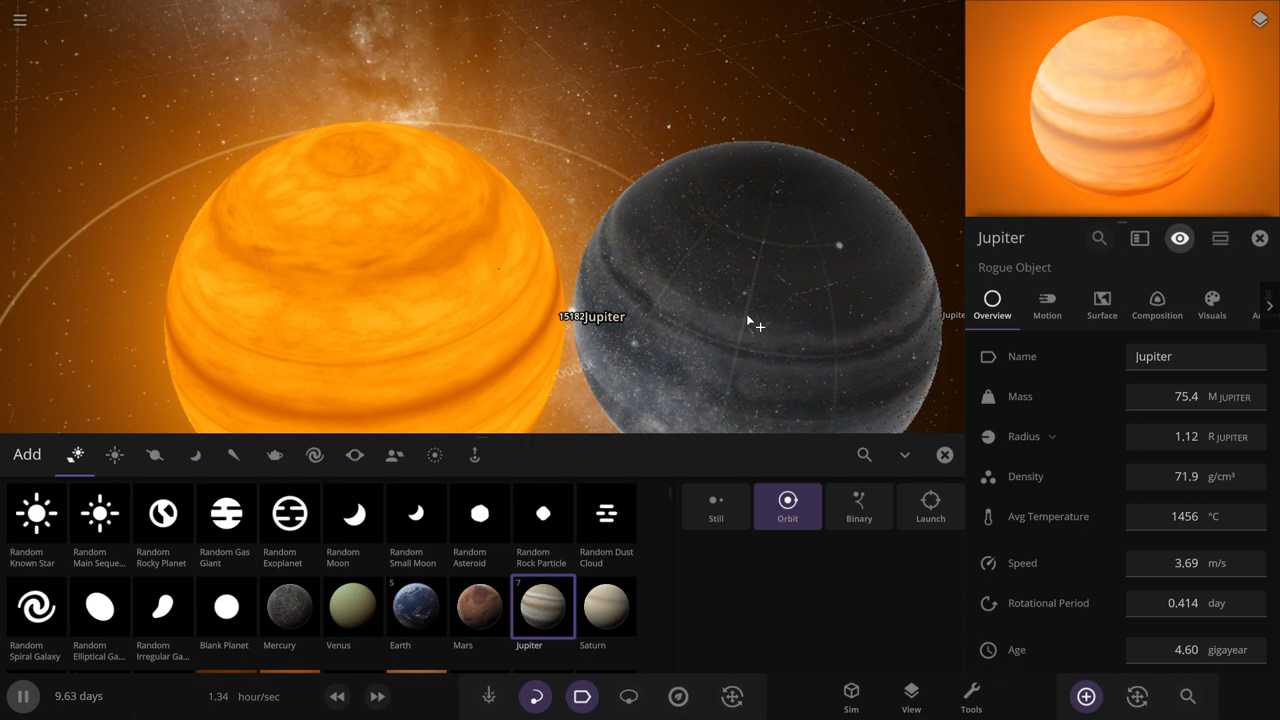 15182Jupiter
Jupite
Jupiter
Rogue Object
Overview
Motion
Surface
Composition
Visuals
Name
Jupiter
Mass
75.4 M JUPITER
Radius
1.12 R JUPITER
Density
71.9 g/cm³
Avg Temperature
1456 °C
Speed
3.69 m/s
Rotational Period
0.414 day
Age
4.60 gigayear
Add
Random Known Star
Random Main Seque...
Random Rocky Planet
Random Gas Giant
Random Exoplanet
Random Moon
Random Small Moon
Random Asteroid
Random Rock Particle
Random Dust Cloud
Still
Orbit
Binary
Launch
Random Spiral Galaxy
Random Elliptical Ga...
Random Irregular Ga...
Blank Planet
Mercury
Venus
5
Earth
Mars
7
Jupiter
Saturn
9.63 days
1.34 hour/sec
Sim
View
Tools